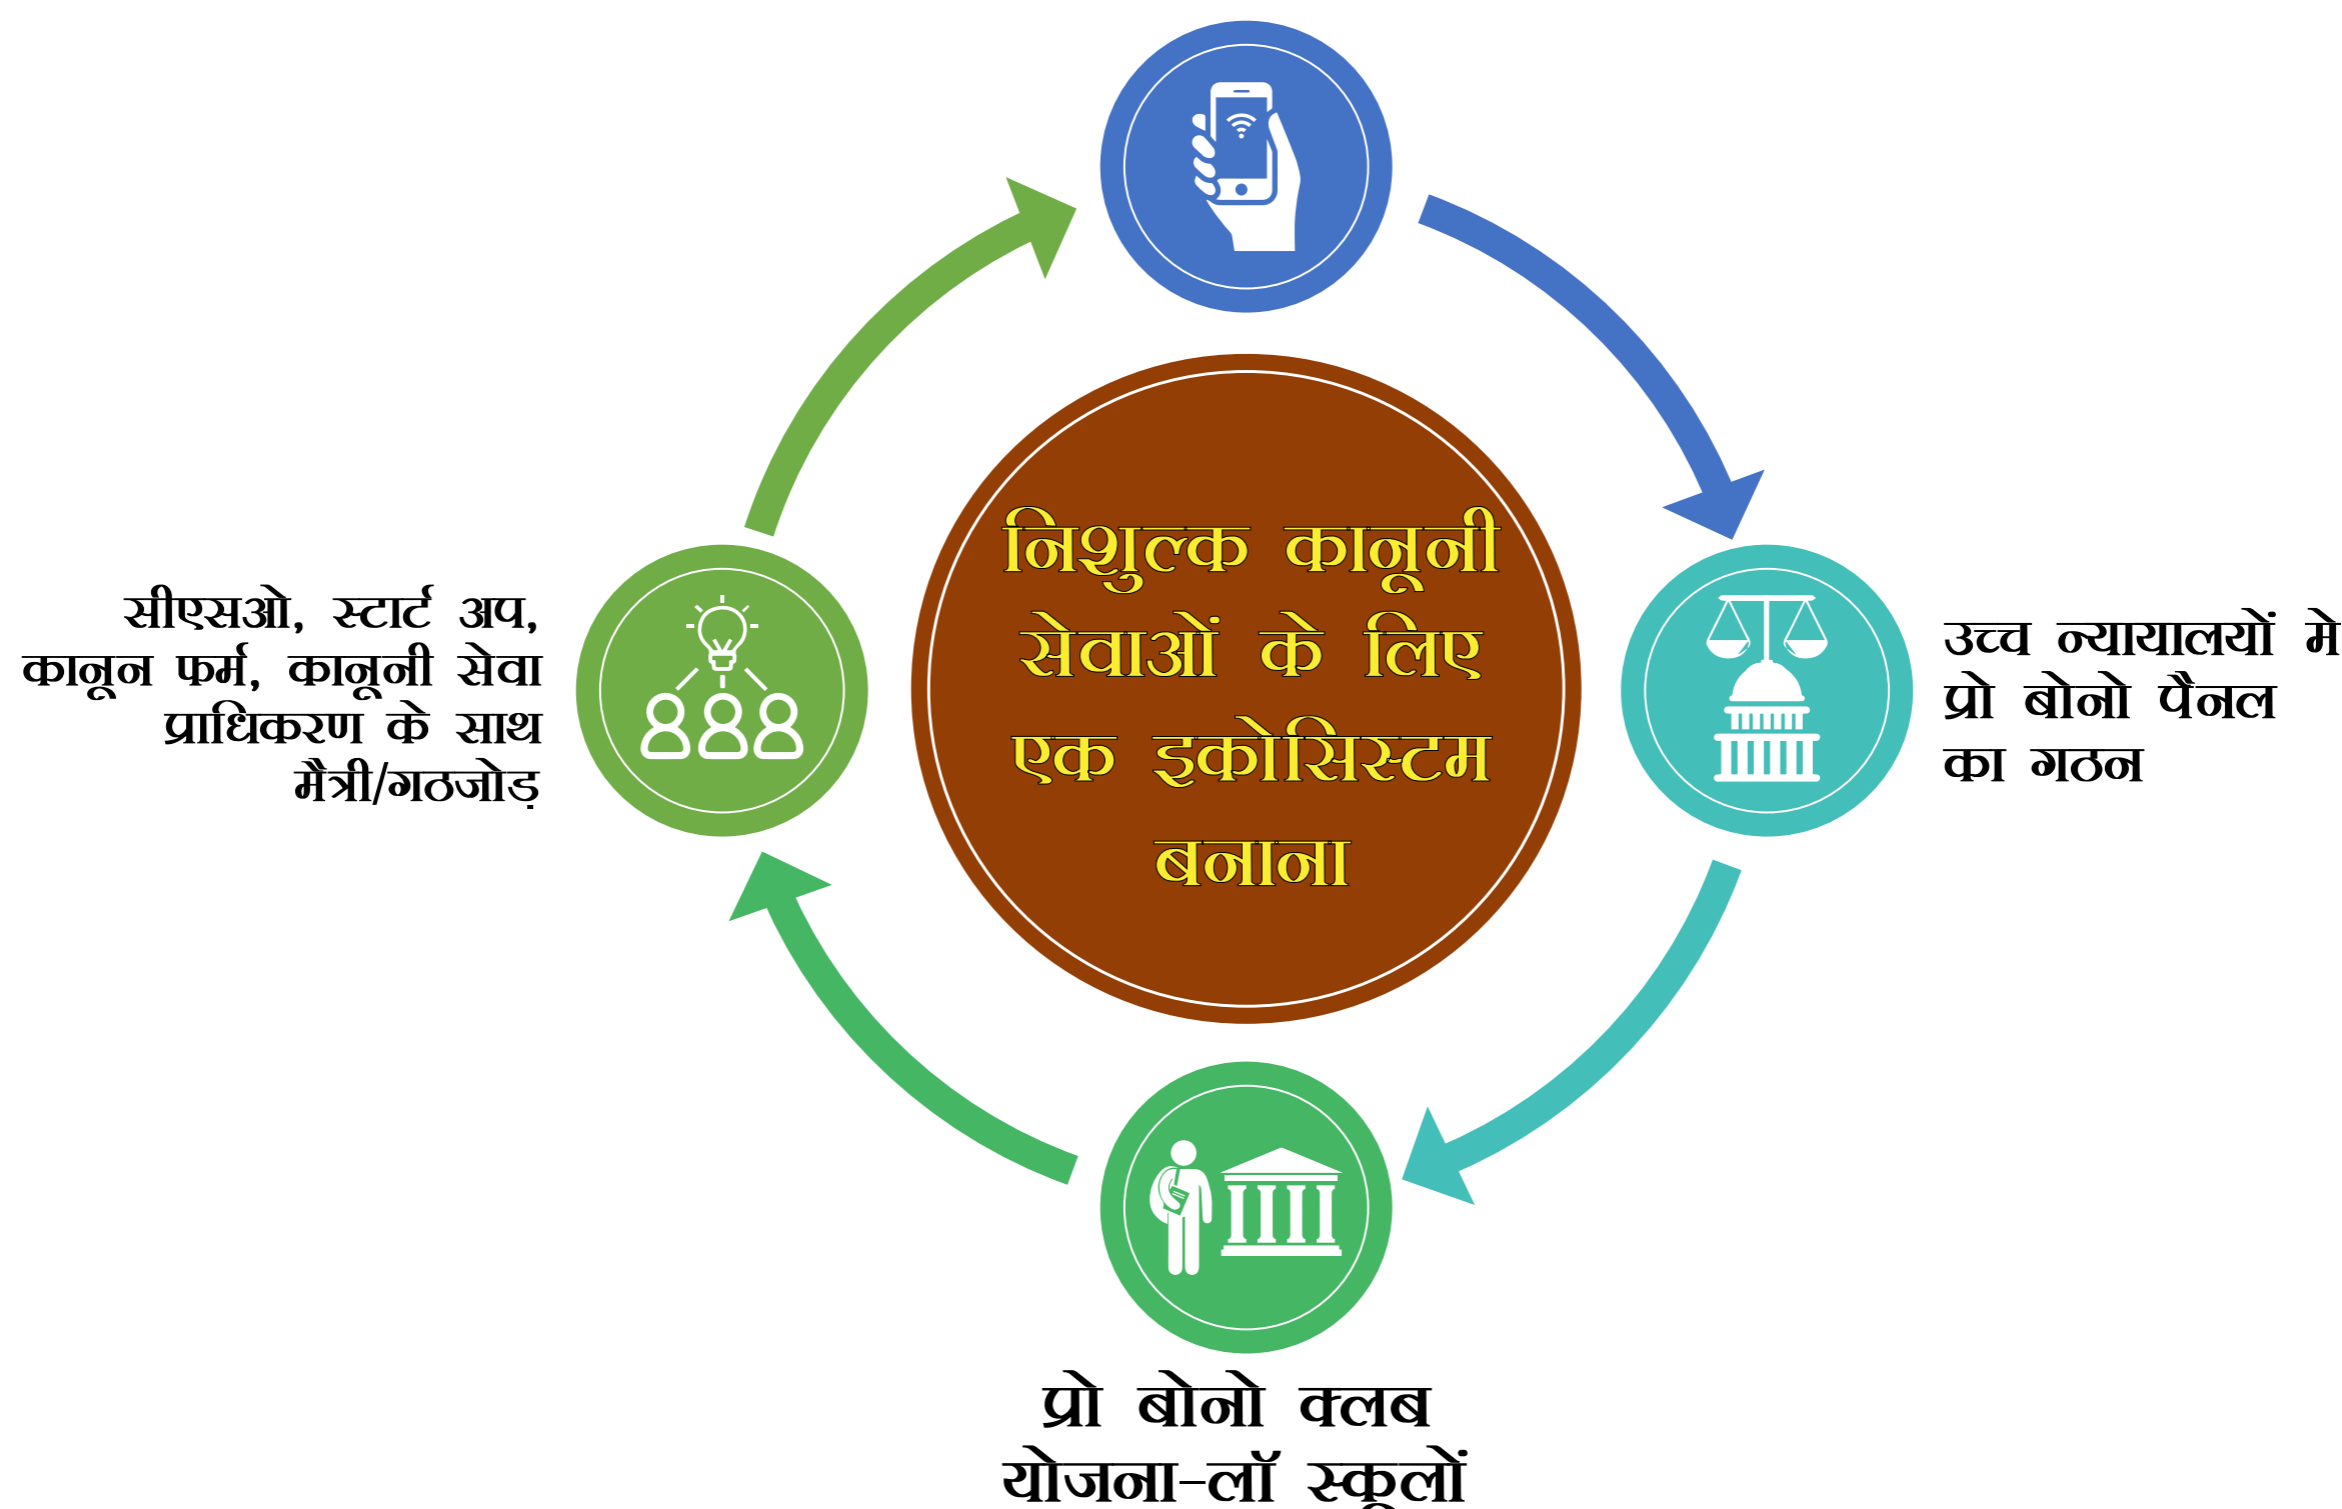 निशुल्क कानूनी
सेवाओं के लिए
एक इकोसिस्टम
बनाना
उच्च न्यायालयों मे
प्रो बोनो पैनल
का गठन
प्रो बोनो क्लब
योजना-लॉ स्कूलों
सीएसओ, स्टार्ट अप,
कानून फर्म, कानूनी सेवा
प्राधिकरण के साथ
मैत्री/गठजोड़